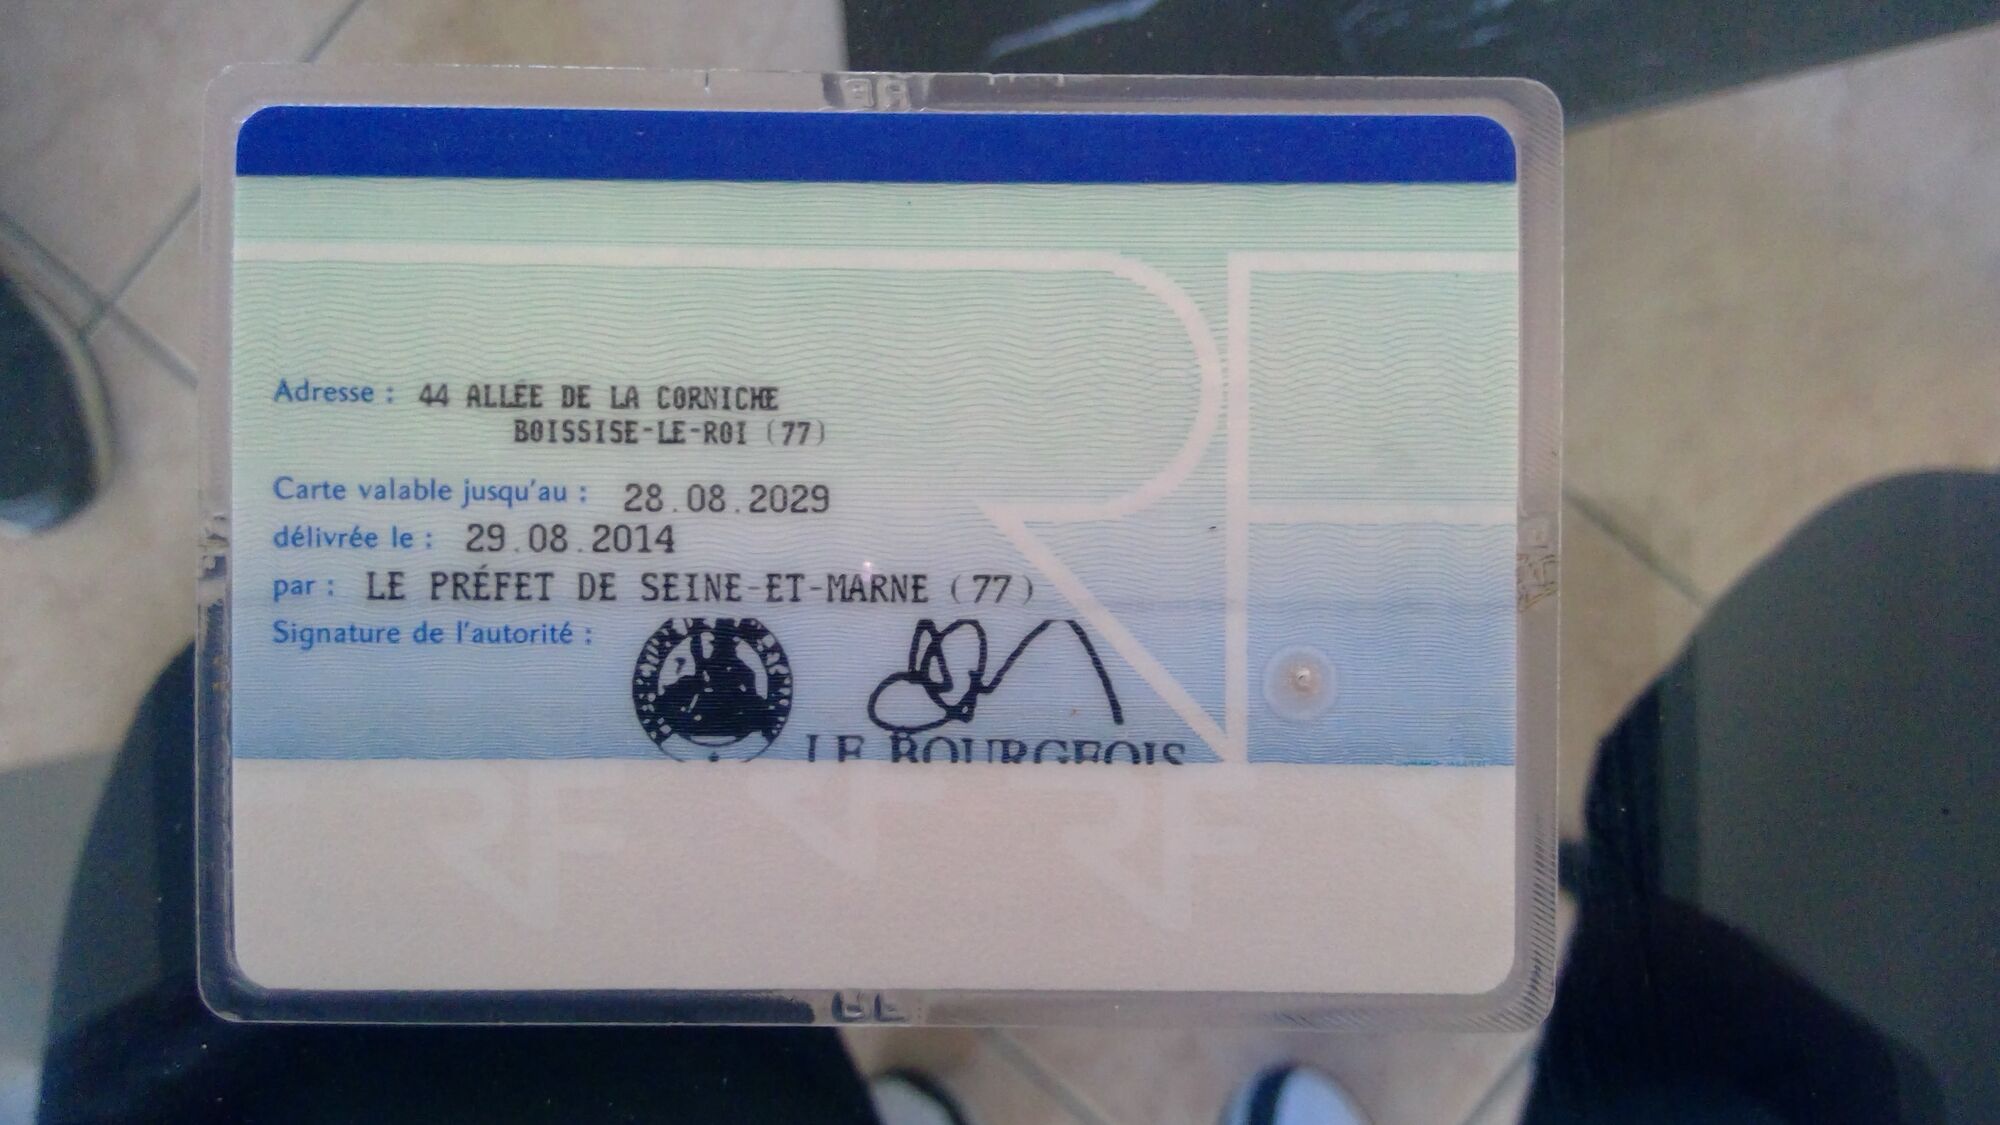 Adresse : 44 ALLÉE DE LA CORNICHE
BOISSISE-LE-ROI (77)
Carte valable jusqu'au : 28.08.2029
délivrée le : 29.08.2014
par : LE PRÉFET DE SEINE-ET-MARNE (77)
Signature de l'autorité :
LE BOURGEOIS
RF